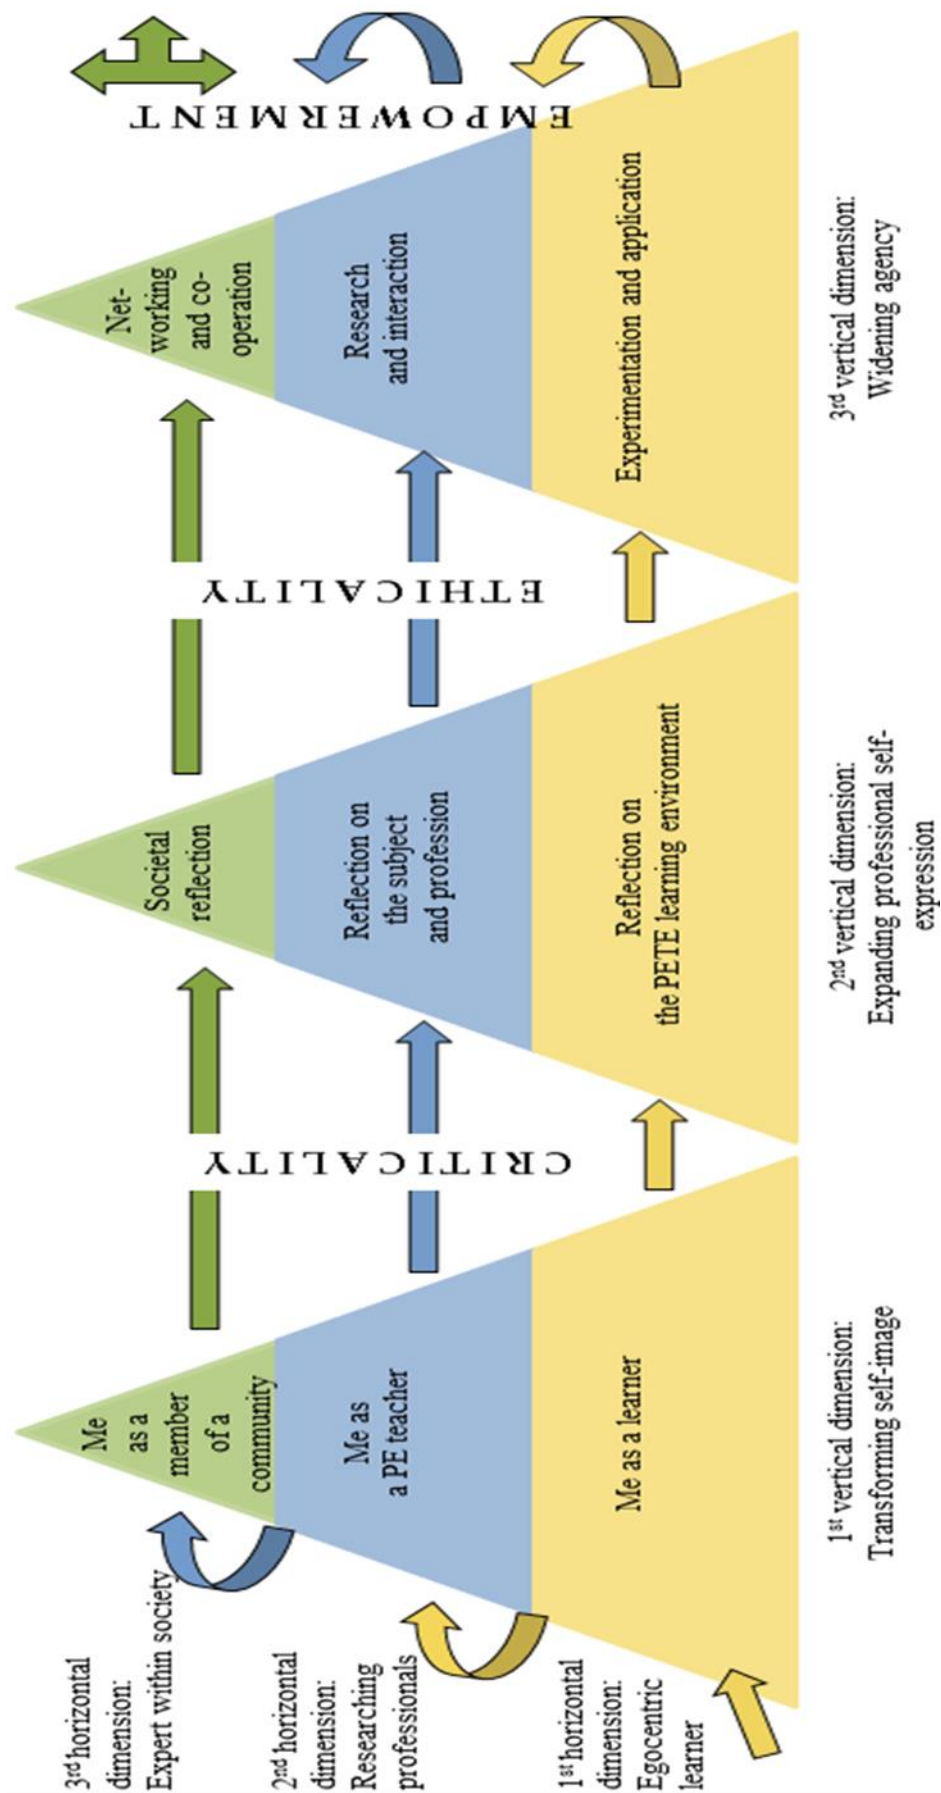 3rd horizontal
dimension:
Expert within society
2nd horizontal
dimension:
Researching
professionals
1st horizontal
dimension:
Egocentric
learner
Me
as a
member
of a
community
Me as
a PE teacher
Me as a learner
1st vertical dimension:
Transforming self-image
CRITICALITY
Societal
reflection
Reflection on
the subject
and profession
Reflection on
the PETE learning environment
2nd vertical dimension:
Expanding professional self-
expression
ETHICALITY
Net-
working
and co-
operation
Research
and interaction
Experimentation and application
3rd vertical dimension:
Widening agency
EMPOWERMENT